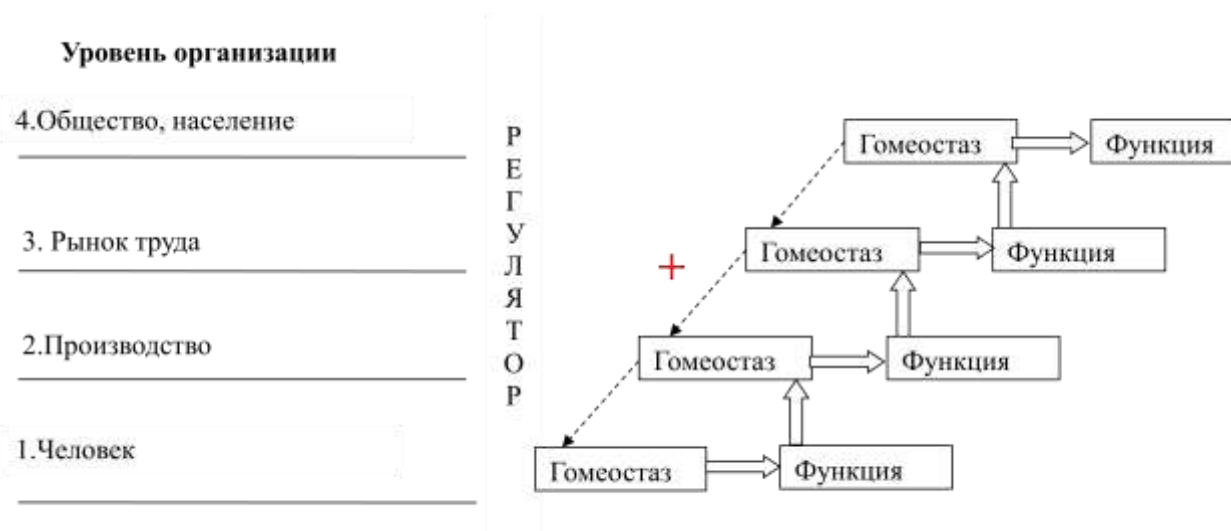 Уровень организации
4.Общество, население
3. Рынок труда
2.Производство
1.Человек
РЕГУЛЯТОР
Гомеостаз
Функция
Гомеостаз
Функция
Гомеостаз
Функция
Гомеостаз
Функция